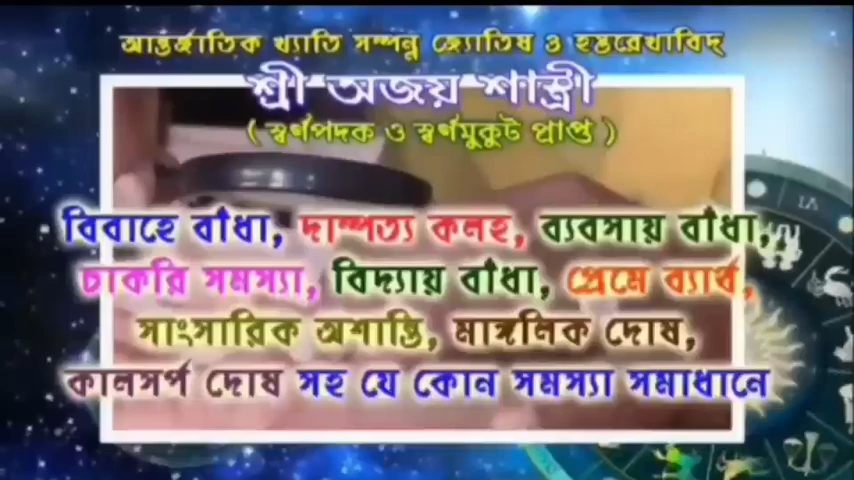 আন্তর্জাতিক খ্যাতি সম্পন্ন জ্যোতিষ ও হস্তরেখাবিদ্
শ্রী অজয় শাস্ত্রী
( স্বর্ণপদক ও স্বর্ণমুকুট প্রাপ্ত )
বিবাহে বাঁধা, দাম্পত্য কলহ, ব্যবসায় বাঁধা,
চাকরি সমস্যা, বিদ্যায় বাঁধা, প্রেমে ব্যার্থ,
সাংসারিক অশান্তি, মাঙ্গলিক দোষ,
কালসর্প দোষ সহ যে কোন সমস্যা সমাধানে